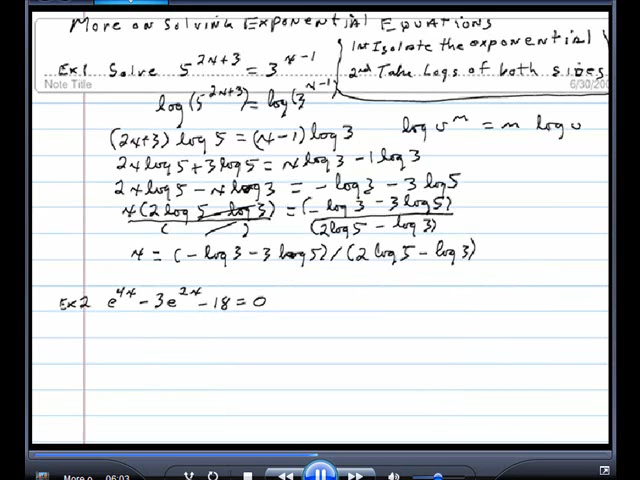 More on Solving Exponential Equations
1st Isolate the exponential
Ex1 Solve 5^{2x+3} = 3^{x-1}
2nd Take Logs of both sides
Note Title
6/30/20
log(5^{2x+3}) = log(3^{x-1})
(2x+3) log 5 = (x-1) log 3
log u^m = m log u
2x log 5 + 3 log 5 = x log 3 - 1 log 3
2x log 5 - x log 3 = - log 3 - 3 log 5
x(2 log 5 - log 3) = (- log 3 - 3 log 5)
(2 log 5 - log 3)
x = (- log 3 - 3 log 5) / (2 log 5 - log 3)
Ex2 e^{4x} - 3e^{2x} - 18 = 0
More o
06:03